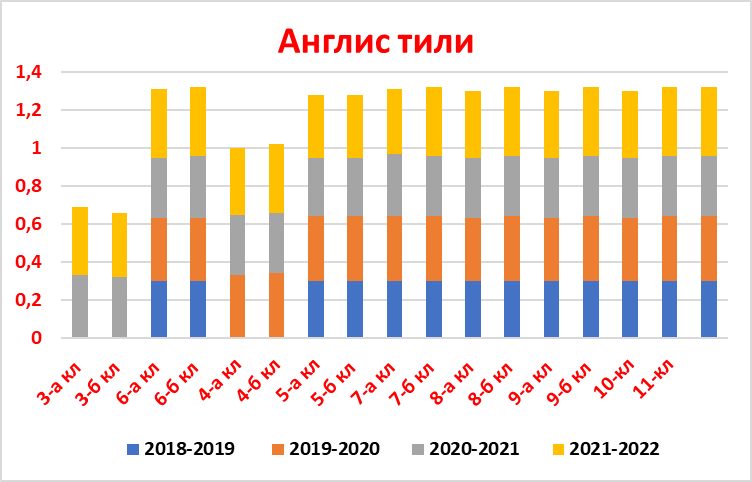 Англис тили
1,4
1,2
1
0,8
0,6
0,4
0,2
0
3-а кл
3-б кл
6-а кл
6-б кл
4-а кл
4-б кл
5-а кл
5-б кл
7-а кл
7-б кл
8-а кл
8-б кл
9-а кл
9-б кл
10-кл
11-кл
2018-2019 2019-2020 2020-2021 2021-2022